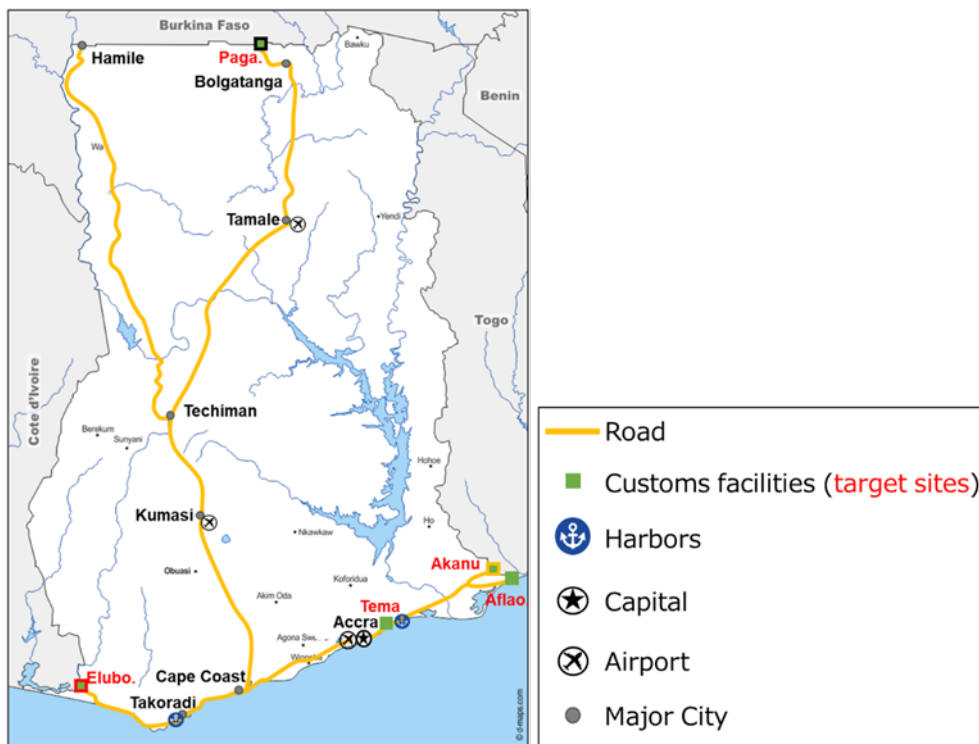 Burkina Faso
Bawku
Hamile
Paga.
Bolgatanga
Benin
Wa
Tamale
Yendi
Togo
Cote d'Ivoire
Techiman
Berekum
Sunyani
Hohoe
Kumasi
Nkawkaw
Ho
Obuasi
Akanu
Koforidua
Aflao.
Akim Oda
Tema
Accra
Agona Swe
Elubo.
Cape Coast
Takoradi
© d-maps.com
Road
Customs facilities (target sites)
Harbors
Capital
Airport
Major City